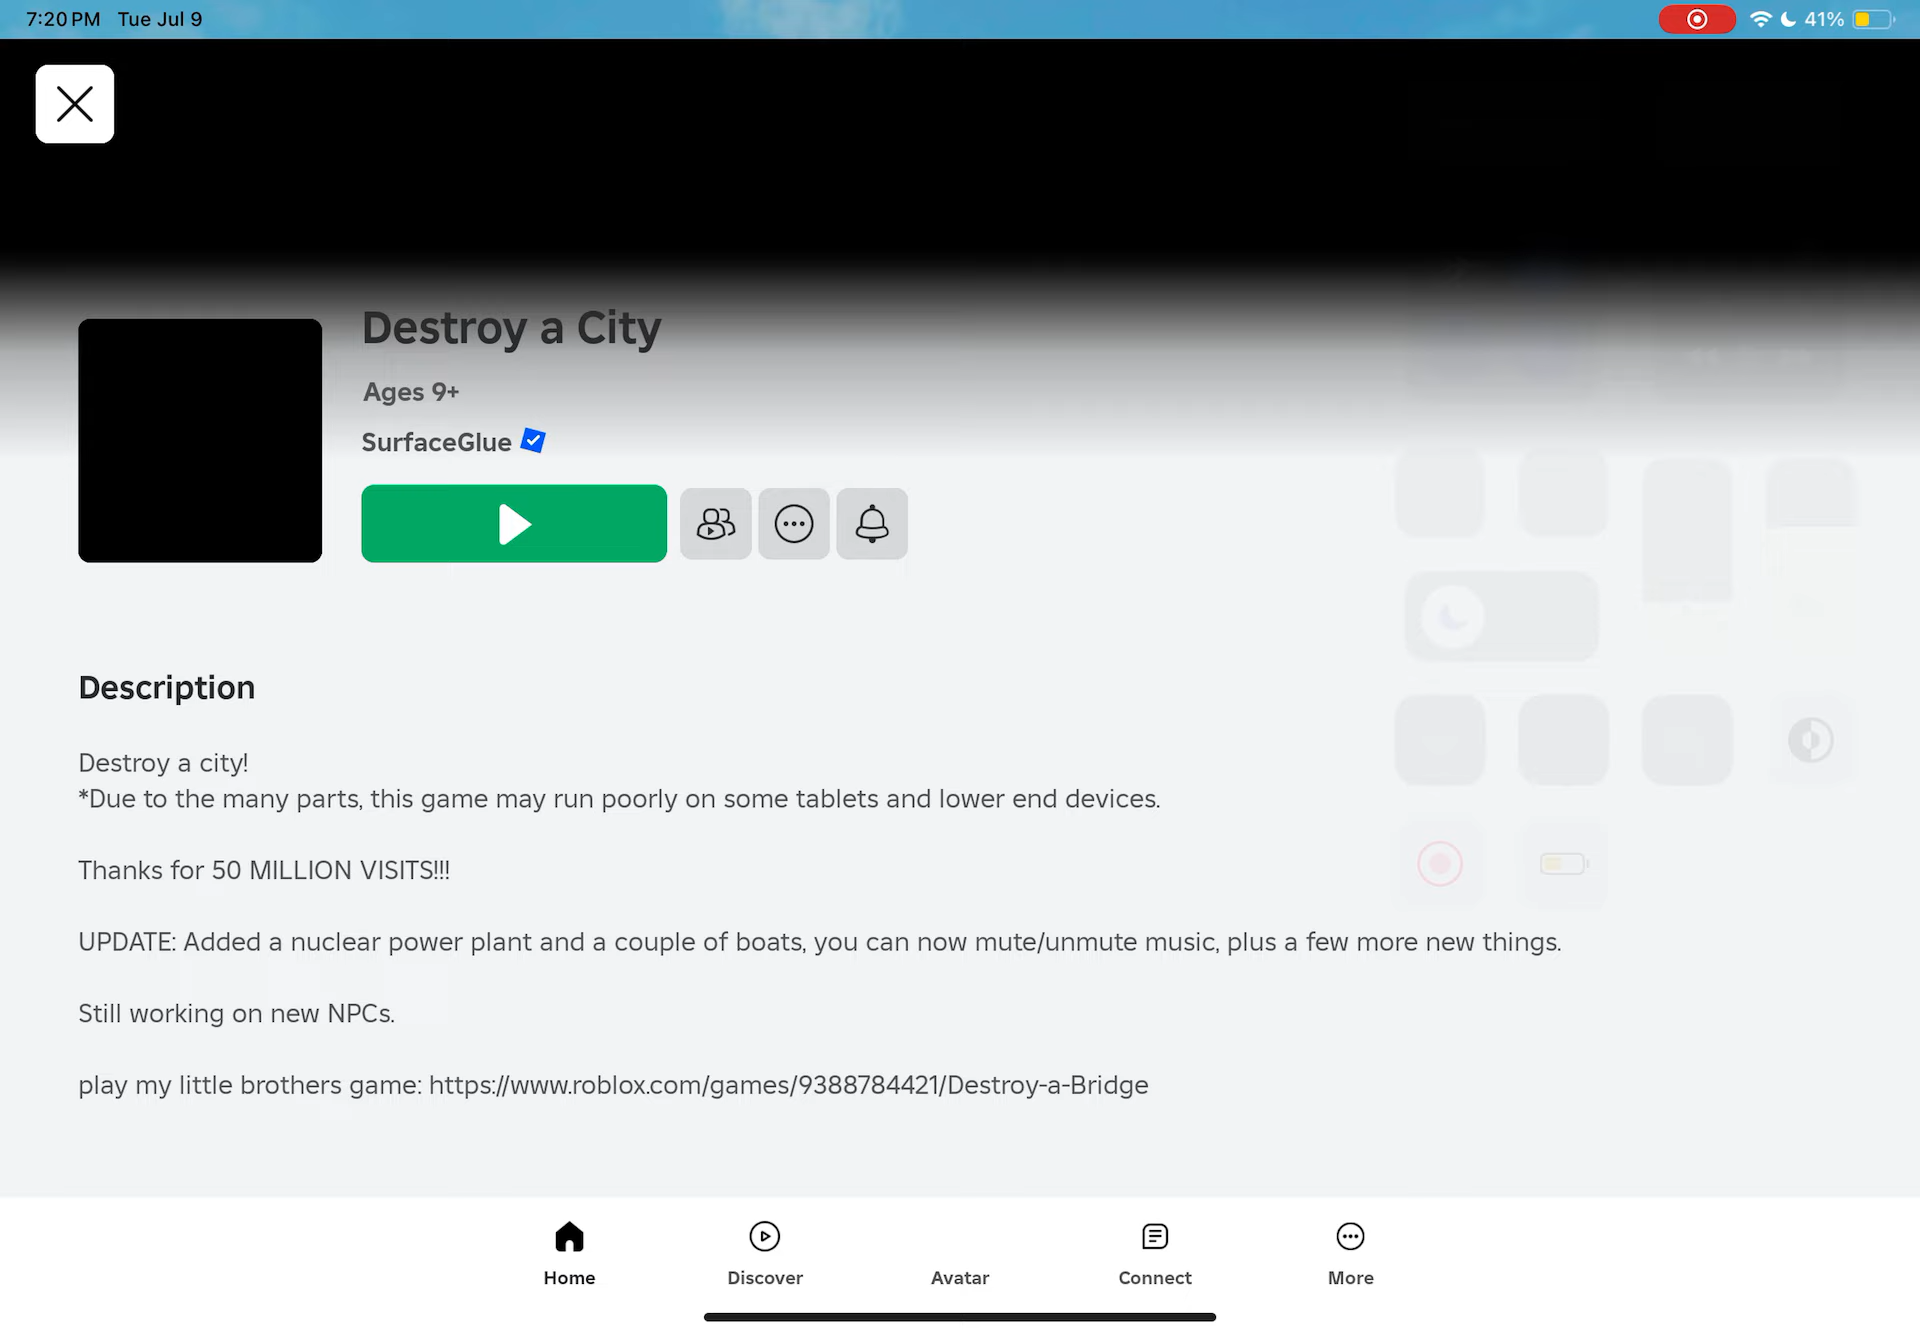 7:20 PM Tue Jul 9
41%
Destroy a City
Ages 9+
SurfaceGlue
Description
Destroy a city!
*Due to the many parts, this game may run poorly on some tablets and lower end devices.
Thanks for 50 MILLION VISITS!!!
UPDATE: Added a nuclear power plant and a couple of boats, you can now mute/unmute music, plus a few more new things.
Still working on new NPCs.
play my little brothers game: https://www.roblox.com/games/9388784421/Destroy-a-Bridge
Home
Discover
Avatar
Connect
More